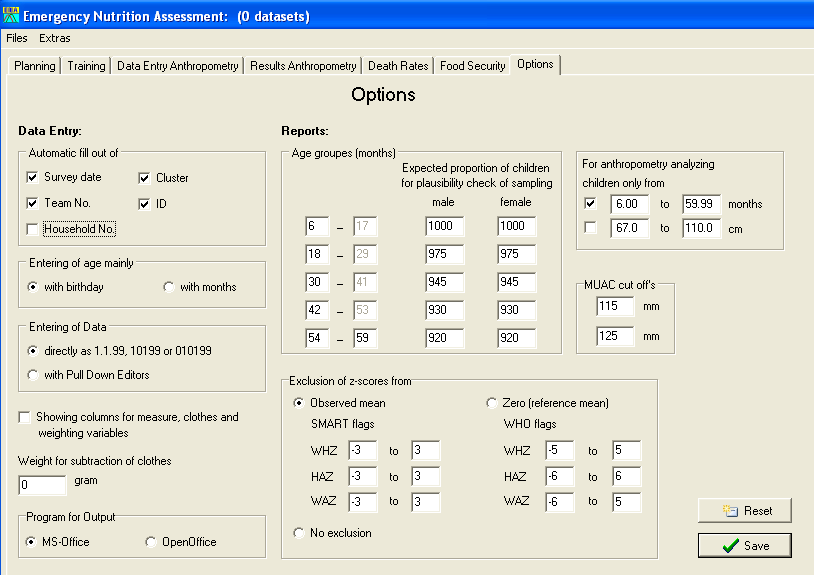 ENA Emergency Nutrition Assessment: (0 datasets)
Files Extras
Planning Training Data Entry Anthropometry Results Anthropometry Death Rates Food Security Options
Options
Data Entry:
Automatic fill out of
Survey date Cluster
Team No. ID
Household No.
Entering of age mainly
with birthday with months
Entering of Data
directly as 1.1.99, 10199 or 010199
with Pull Down Editors
Showing columns for measure, clothes and
weighting variables
Weight for subtraction of clothes
0 gram
Program for Output
MS-Office OpenOffice
Reports:
Age groupes (months)
Expected proportion of children
for plausibility check of sampling
male female
6 – 17 1000 1000
18 – 29 975 975
30 – 41 945 945
42 – 53 930 930
54 – 59 920 920
For anthropometry analyzing
children only from
6.00 to 59.99 months
67.0 to 110.0 cm
MUAC cut off's
115 mm
125 mm
Exclusion of z-scores from
Observed mean Zero (reference mean)
SMART flags WHO flags
WHZ -3 to 3 WHZ -5 to 5
HAZ -3 to 3 HAZ -6 to 6
WAZ -3 to 3 WAZ -6 to 5
No exclusion
Reset
Save